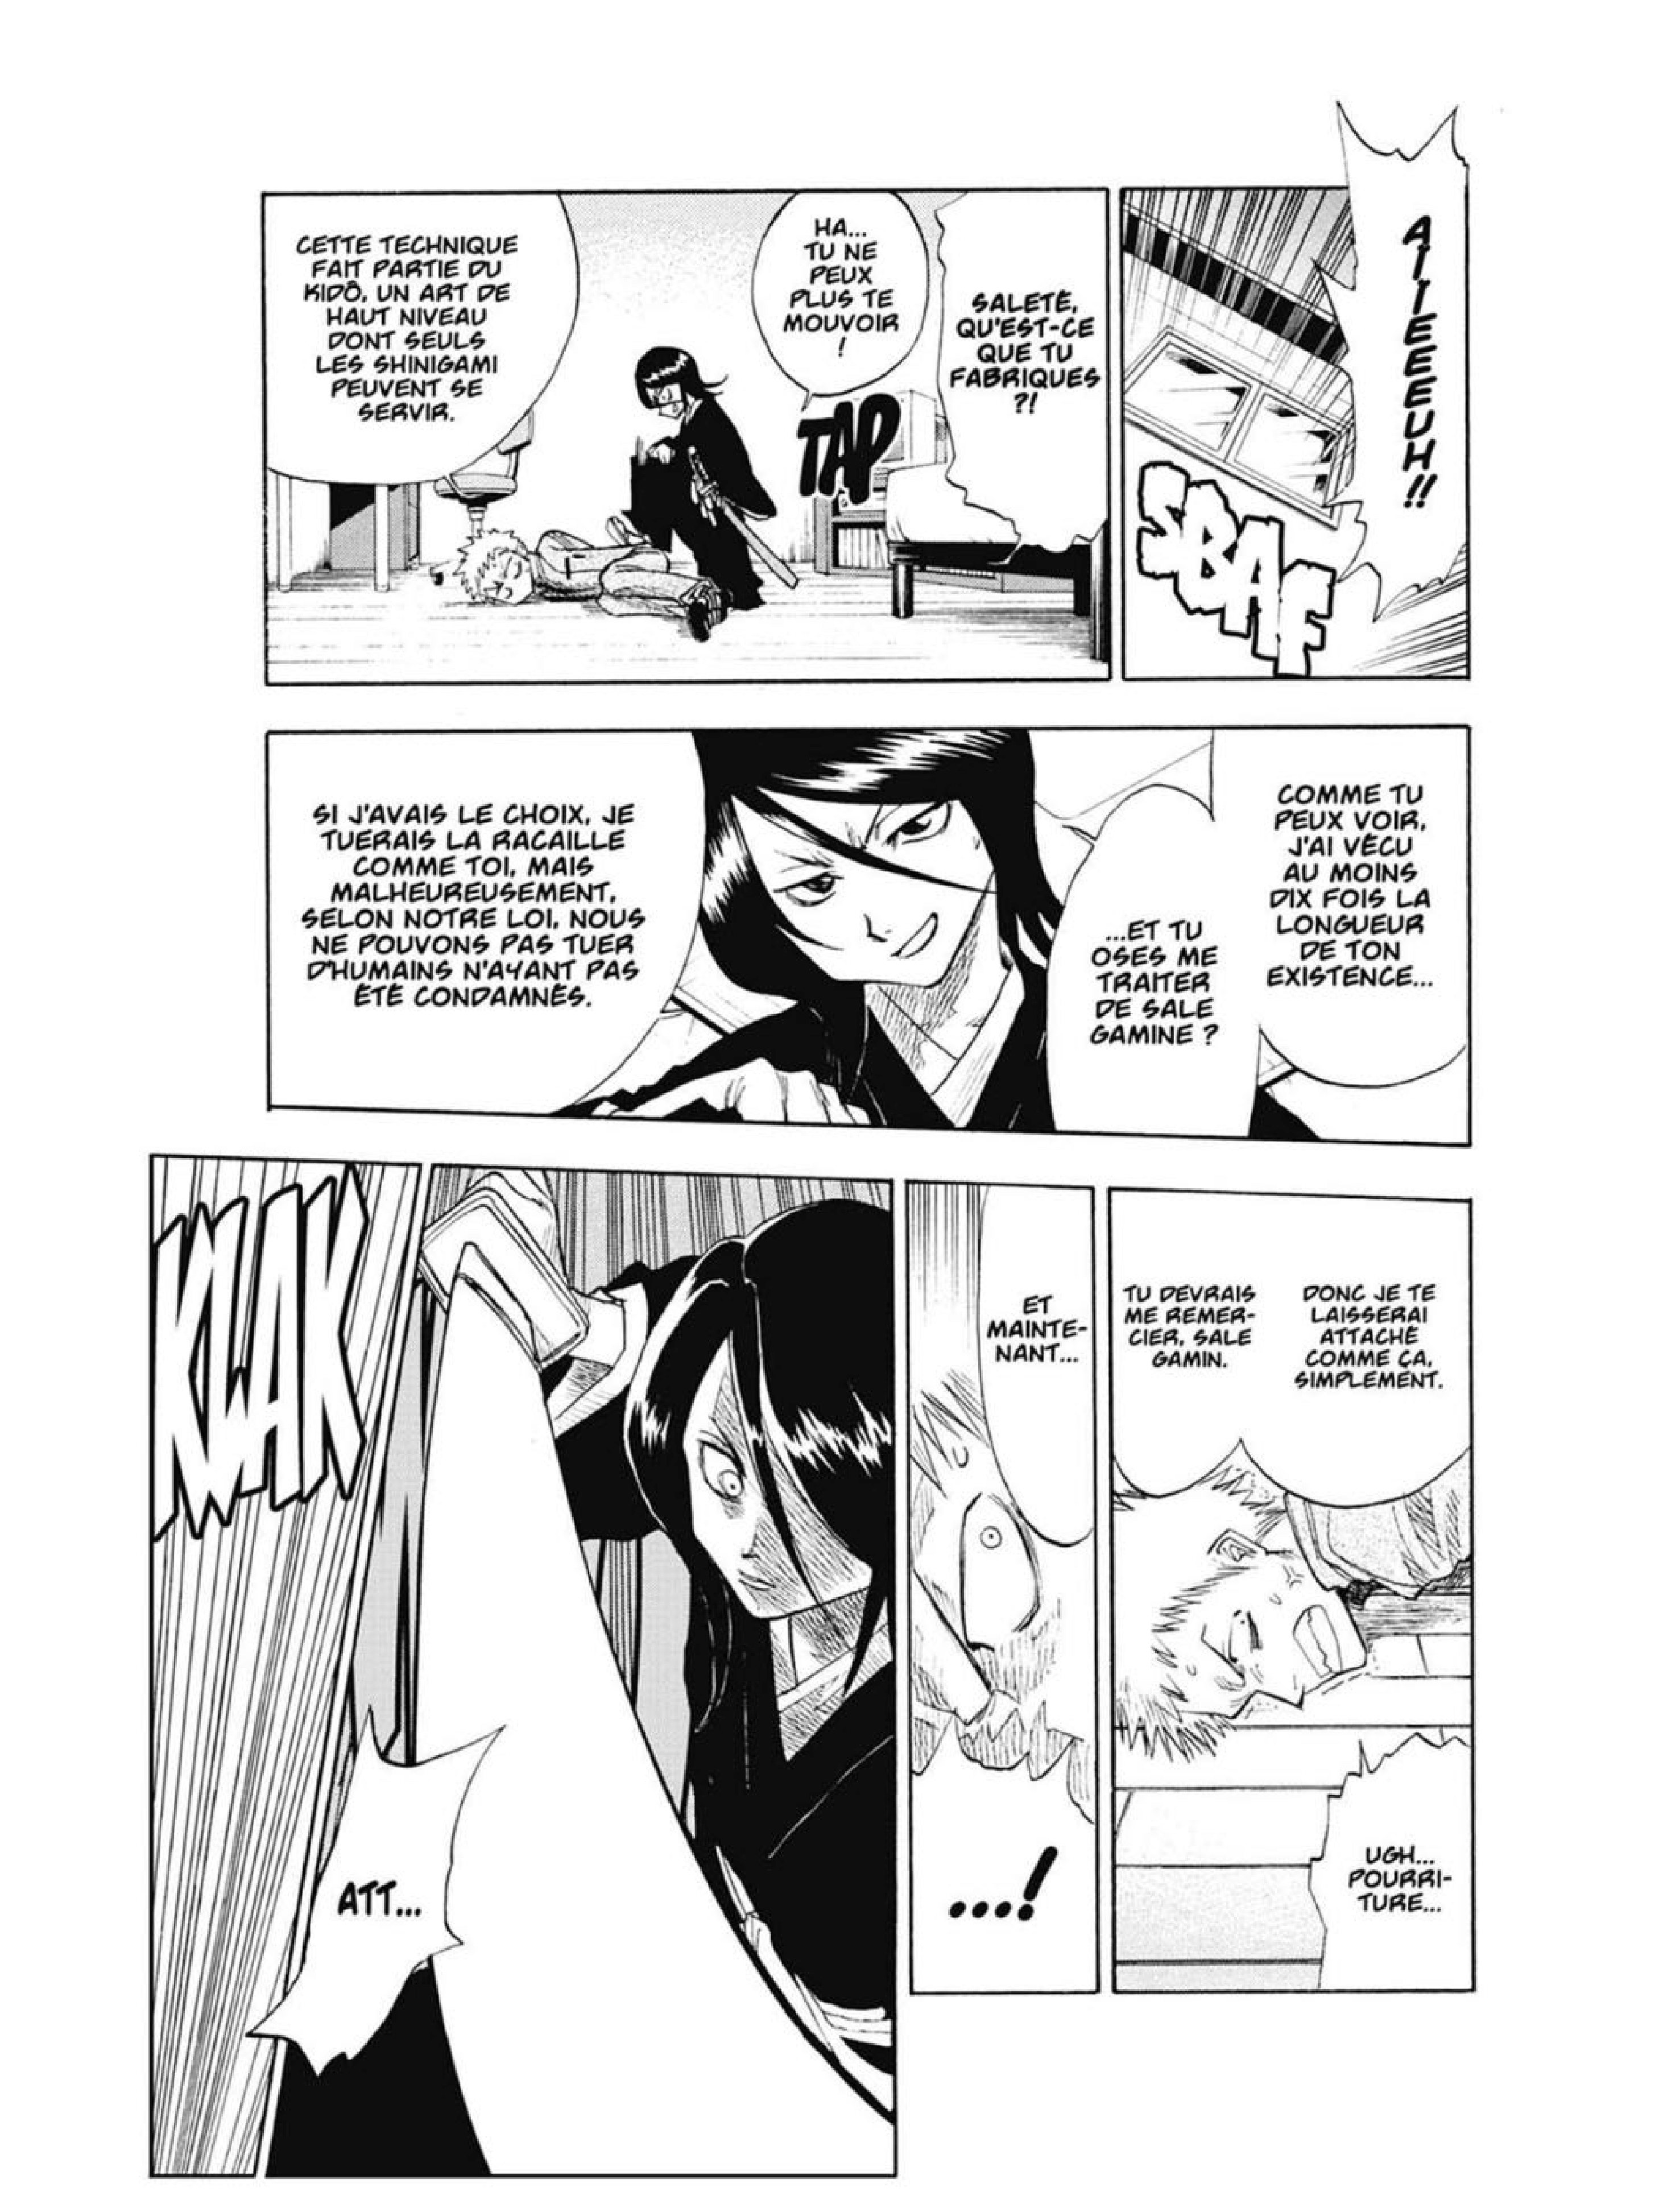 AÏÏEEEUH!!
SBAF
SALETÉ,
QU'EST-CE
QUE TU
FABRIQUES
?!
HA...
TU NE
PEUX
PLUS TE
MOUVOIR
!
TAP
CETTE TECHNIQUE
FAIT PARTIE DU
KIDÔ, UN ART DE
HAUT NIVEAU
DONT SEULS
LES SHINIGAMI
PEUVENT SE
SERVIR.
COMME TU
PEUX VOIR,
J'AI VÉCU
AU MOINS
DIX FOIS LA
LONGUEUR
DE TON
EXISTENCE...
...ET TU
OSES ME
TRAITER
DE SALE
GAMINE ?
SI J'AVAIS LE CHOIX, JE
TUERAIS LA RACAILLE
COMME TOI, MAIS
MALHEUREUSEMENT,
SELON NOTRE LOI, NOUS
NE POUVONS PAS TUER
D'HUMAINS N'AYANT PAS
ÉTÉ CONDAMNÉS.
DONC JE TE
LAISSERAI
ATTACHÉ
COMME ÇA,
SIMPLEMENT.
TU DEVRAIS
ME REMER-
CIER, SALE
GAMIN.
UGH...
POURRI-
TURE...
ET
MAINTE-
NANT...
...!
KWAK
ATT...